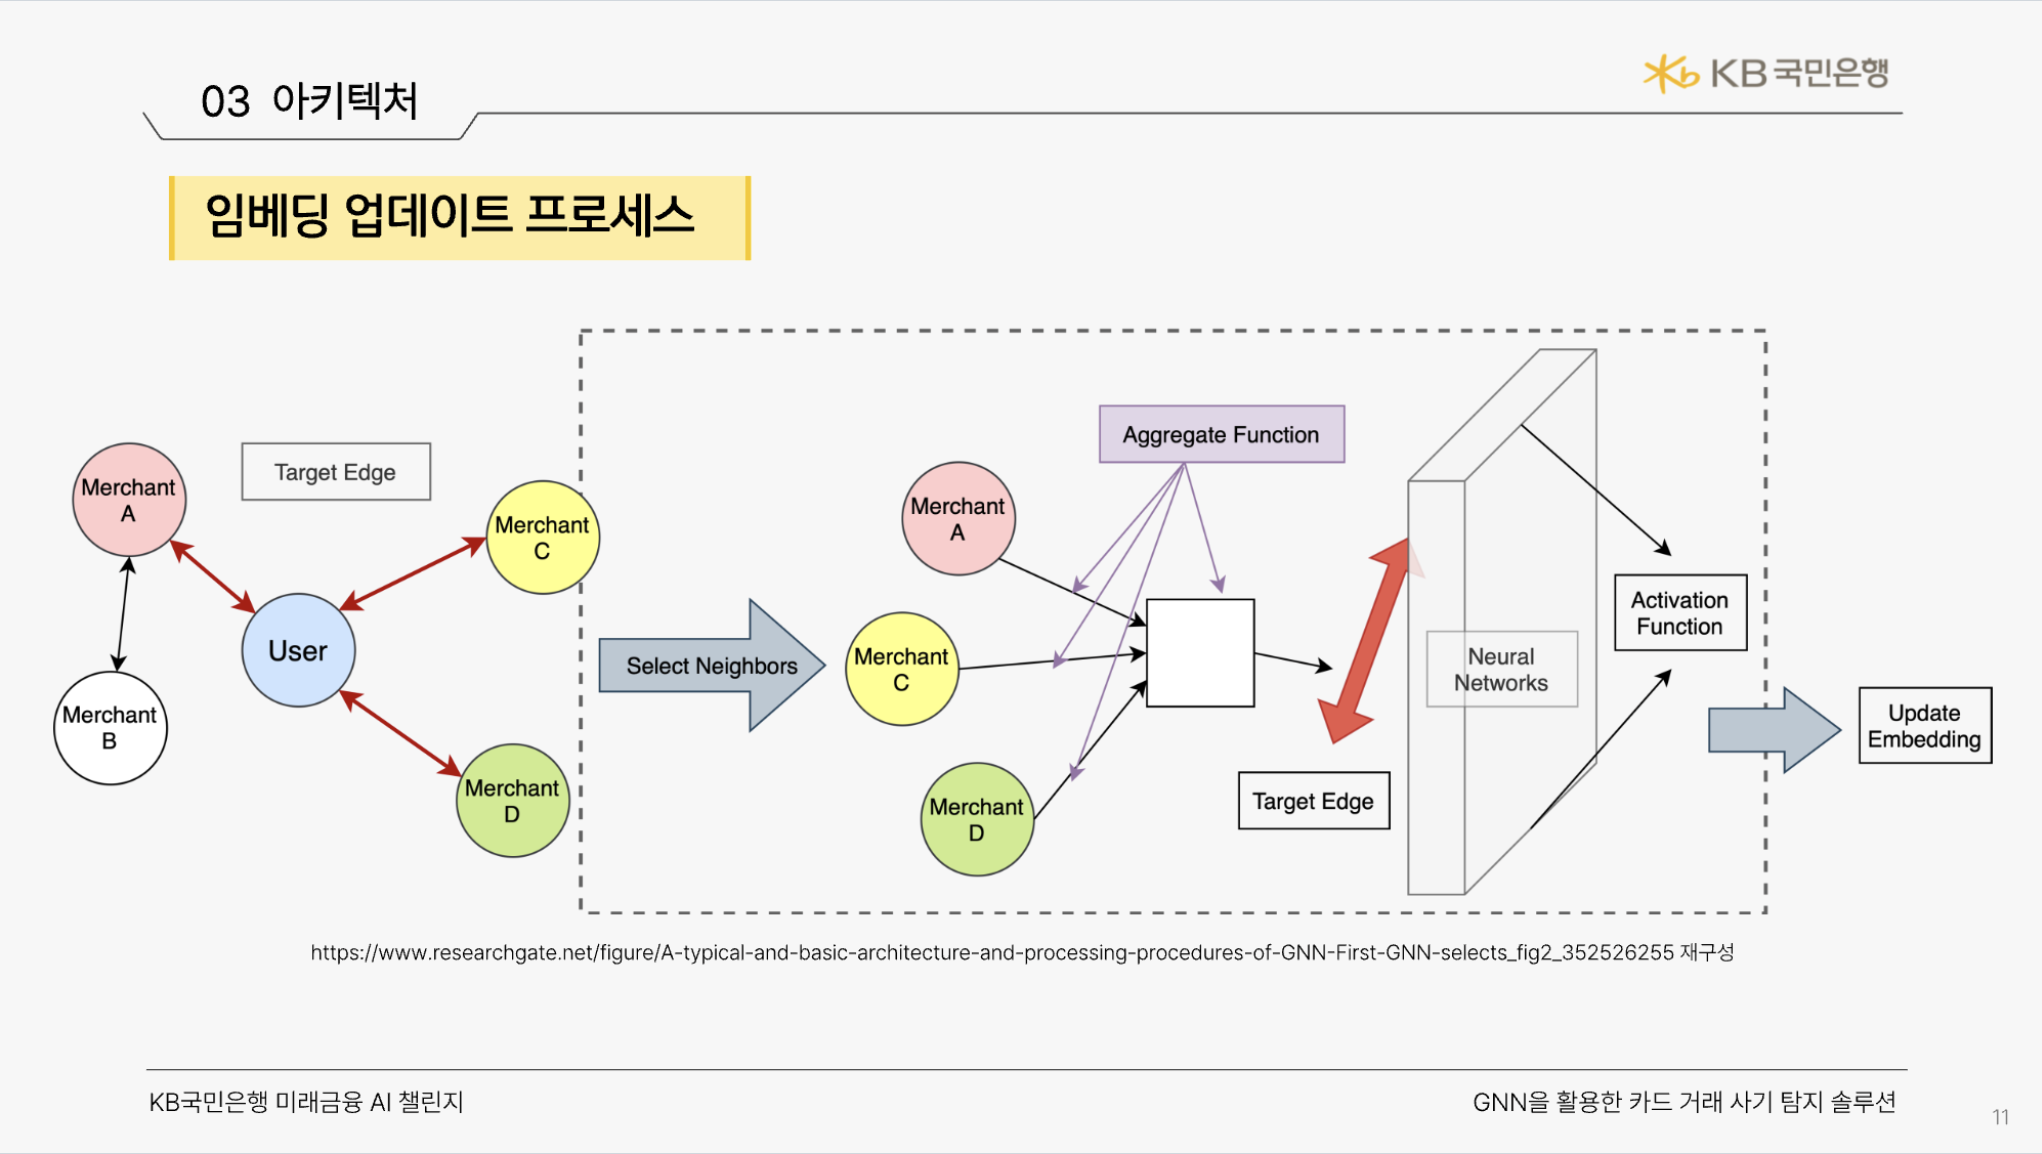 03 아키텍처
KB국민은행
임베딩 업데이트 프로세스
Merchant
A
Target Edge
Merchant
C
User
Merchant
B
Merchant
D
Select Neighbors
Aggregate Function
Merchant
A
Merchant
C
Merchant
D
Target Edge
Neural
Networks
Activation
Function
Update
Embedding
https://www.researchgate.net/figure/A-typical-and-basic-architecture-and-processing-procedures-of-GNN-First-GNN-selects_fig2_352526255 재구성
KB국민은행 미래금융 AI 챌린지
GNN을 활용한 카드 거래 사기 탐지 솔루션
11